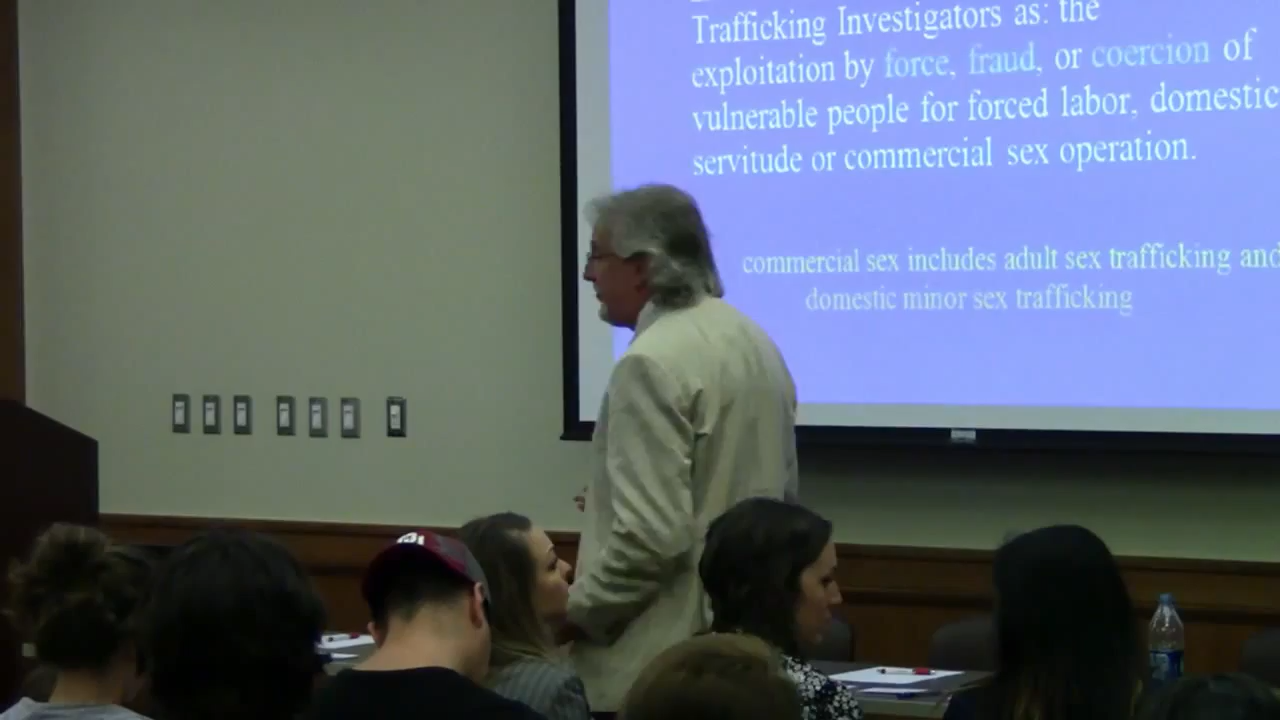 Trafficking Investigators as: the
exploitation by force, fraud, or coercion of
vulnerable people for forced labor, domestic
servitude or commercial sex operation.
commercial sex includes adult sex trafficking and
domestic minor sex trafficking